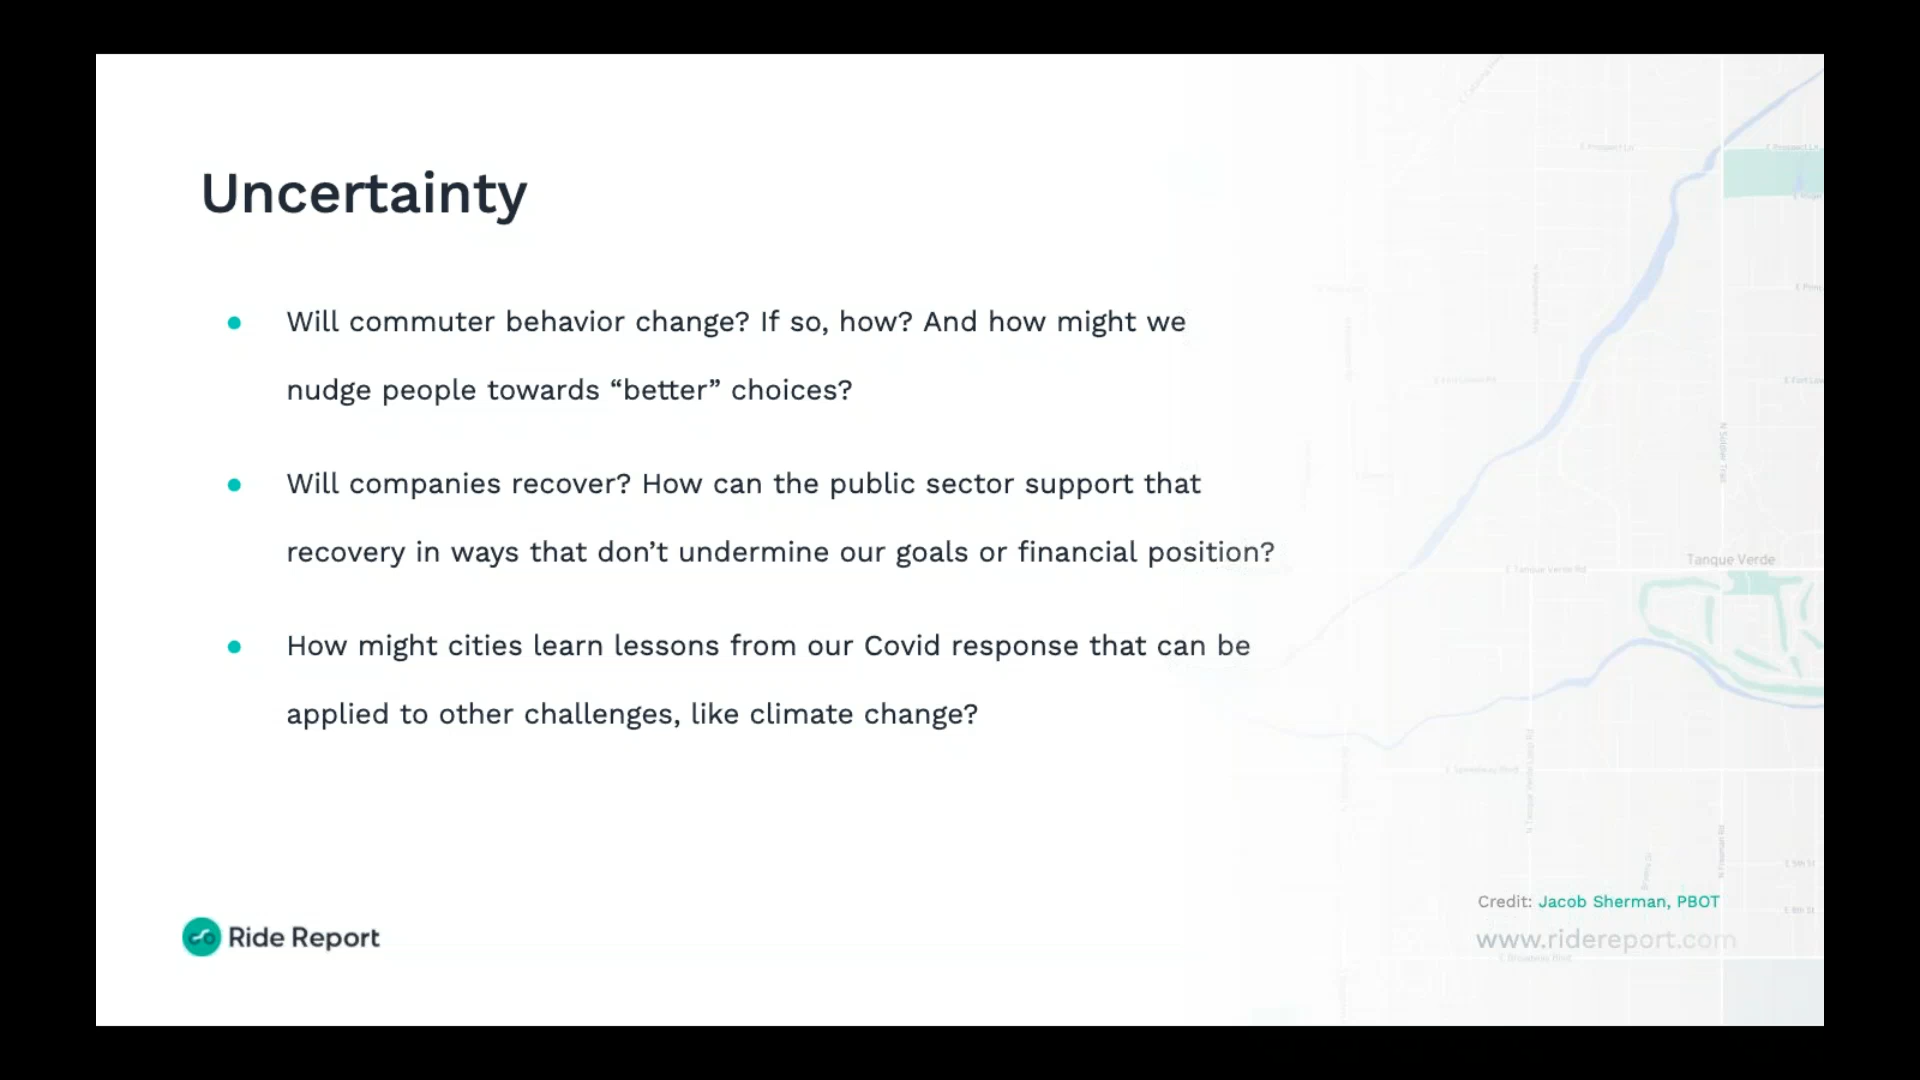 Uncertainty
● Will commuter behavior change? If so, how? And how might we
nudge people towards “better” choices?
● Will companies recover? How can the public sector support that
recovery in ways that don’t undermine our goals or financial position?
● How might cities learn lessons from our Covid response that can be
applied to other challenges, like climate change?
Tanque Verde
E Tanque Verde Rd
Ride Report
Credit: Jacob Sherman, PBOT
www.ridereport.com